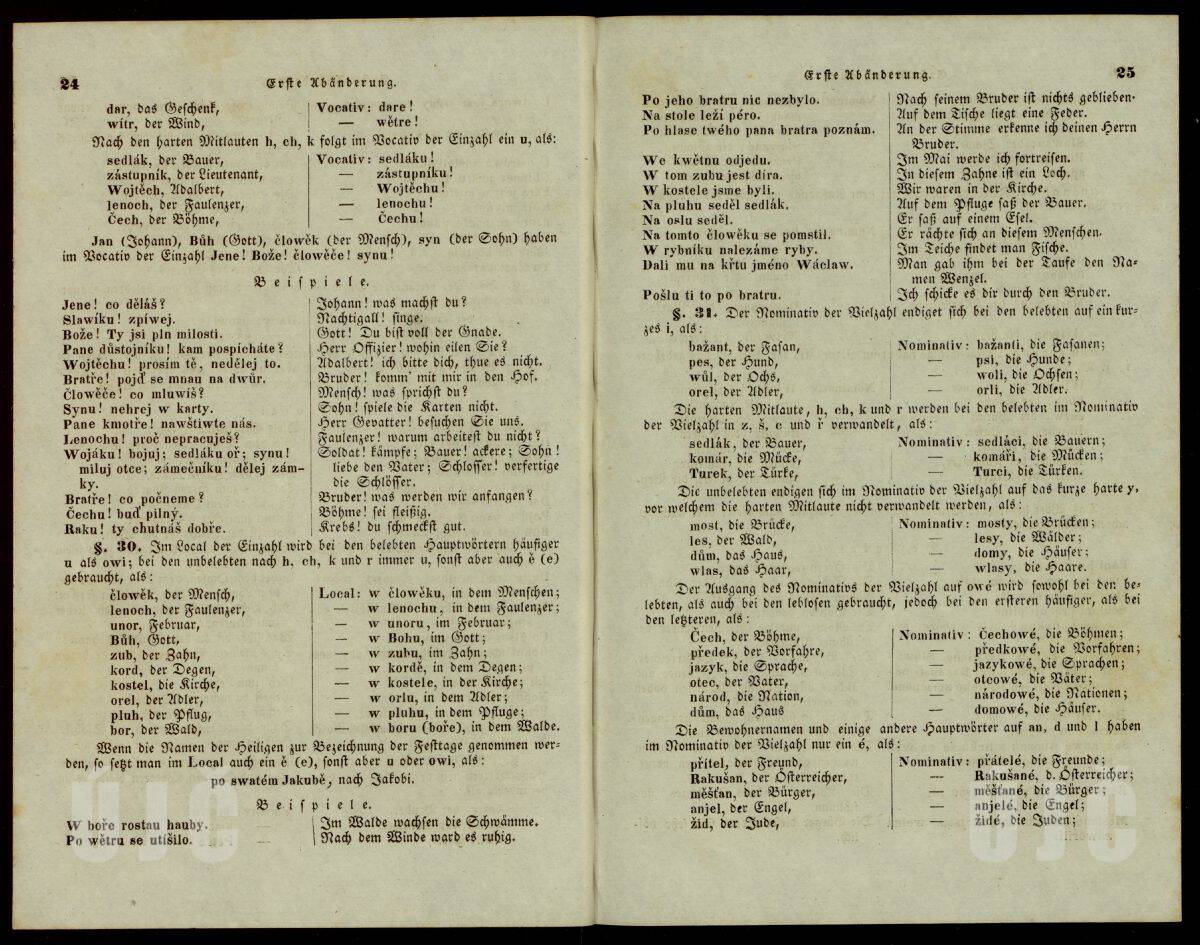 24
Erste Abänderung.
dar, das Geschenk, Vocativ: dare!
witr, der Wind, — wětre!
Nach den harten Mitlauten h, ch, k folgt im Vocativ der Einzahl ein u, als:
sedlák, der Bauer, Vocativ: sedláku!
zástupník, der Lieutenant, — zástupníku!
Wojtěch, Adalbert, — Wojtěchu!
lenoch, der Faulenzer, — lenochu!
Čech, der Böhme, — Čechu!
Jan (Johann), Bůh (Gott), člowěk (der Mensch), syn (der Sohn) haben
im Vocativ der Einzahl Jene! Bože! člowěče! synu!
Beispiele.
Jene! co děláš? Johann! was machst du?
Slawíku! zpíwej. Nachtigall! singe.
Bože! Ty jsi pln milosti. Gott! Du bist voll der Gnade.
Pane důstojníku! kam pospícháte? Herr Offizier! wohin eilen Sie?
Wojtěchu! prosím tě, nedělej to. Adalbert! ich bitte dich, thue es nicht.
Bratře! pojď se mnau na dwůr. Bruder! komm' mit mir in den Hof.
Člowěče! co mluwíš? Mensch! was sprichst du?
Synu! nehrej w karty. Sohn! spiele die Karten nicht.
Pane kmotře! nawštiwte nás. Herr Gevatter! besuchen Sie uns.
Lenochu! proč nepracuješ? Faulenzer! warum arbeitest du nicht?
Wojáku! bojuj; sedláku oř; synu! Soldat! kämpfe; Bauer! ackere; Sohn!
miluj otce; zámečníku! dělej zám- liebe den Vater; Schlosser! verfertige
ky. die Schlösser.
Bratře! co počneme? Bruder! was werden wir anfangen?
Čechu! buď pilný. Böhme! sei fleißig.
Raku! ty chutnáš dobře. Krebs! du schmeckst gut.
§. 30. Im Local der Einzahl wird bei den belebten Hauptwörtern häufiger
u als owi; bei den unbelebten nach h, ch, k und r immer u, sonst aber auch ě (e)
gebraucht, als:
člowěk, der Mensch, Local: w člowěku, in dem Menschen;
lenoch, der Faulenzer, — w lenochu, in dem Faulenzer;
unor, Februar, — w unoru, im Februar;
Bůh, Gott, — w Bohu, im Gott;
zub, der Zahn, — w zubu, im Zahn;
kord, der Degen, — w kordě, in dem Degen;
kostel, die Kirche, — w kostele, in der Kirche;
orel, der Adler, — w orlu, in dem Adler;
pluh, der Pflug, — w pluhu, in dem Pfluge;
bor, der Wald, — w boru (boře), in dem Walde.
Wenn die Namen der Heiligen zur Bezeichnung der Festtage genommen wer-
den, so setzt man im Local auch ein ě (e), sonst aber u oder owi, als:
po swatém Jakubě, nach Jakobi.
Beispiele.
W boře rostau hauby. Im Walde wachsen die Schwämme.
Po wětru se utišilo. Nach dem Winde ward es ruhig.
Erste Abänderung.
25
Po jeho bratru nic nezbylo. Nach seinem Bruder ist nichts geblieben.
Na stole leží péro. Auf dem Tische liegt eine Feder.
Po hlase twého pana bratra poznám. An der Stimme erkenne ich deinen Herrn
Bruder.
We kwětnu odjedu. Im Mai werde ich fortreisen.
W tom zubu jest díra. In diesem Zahne ist ein Loch.
W kostele jsme byli. Wir waren in der Kirche.
Na pluhu seděl sedlák. Auf dem Pfluge saß der Bauer.
Na oslu seděl. Er saß auf einem Esel.
Na tomto člowěku se pomstil. Er rächte sich an diesem Menschen.
W rybníku nalezáme ryby. Im Teiche findet man Fische.
Dali mu na křtu jméno Wáclaw. Man gab ihm bei der Taufe den Na-
men Wenzel.
Pošlu ti to po bratru. Ich schicke es dir durch den Bruder.
§. 31. Der Nominativ der Vielzahl endiget sich bei den belebten auf ein kur-
zes i, als:
bažant, der Fasan, Nominativ: bažanti, die Fasanen;
pes, der Hund, — psi, die Hunde;
wůl, der Ochs, — woli, die Ochsen;
orel, der Adler, — orli, die Adler.
Die harten Mitlaute, h, ch, k und r werden bei den belebten im Nominativ
der Vielzahl in z, š, c und ř verwandelt, als:
sedlák, der Bauer, Nominativ: sedláci, die Bauern;
komár, die Mücke, — komáři, die Mücken;
Turek, der Türke, — Turci, die Türken.
Die unbelebten endigen sich im Nominativ der Vielzahl auf das kurze harte y,
vor welchem die harten Mitlaute nicht verwandelt werden, als:
most, die Brücke, Nominativ: mosty, die Brücken;
les, der Wald, — lesy, die Wälder;
dům, das Haus, — domy, die Häuser;
wlas, das Haar, — wlasy, die Haare.
Der Ausgang des Nominativs der Vielzahl auf owé wird sowohl bei den be-
lebten, als auch bei den leblosen gebraucht, jedoch bei den ersteren häufiger, als bei
den letzteren, als:
Čech, der Böhme, Nominativ: Čechowé, die Böhmen;
předek, der Vorfahre, — předkowé, die Vorfahren;
jazyk, die Sprache, — jazykowé, die Sprachen;
otec, der Vater, — otcowé, die Väter;
národ, die Nation, — národowé, die Nationen;
dům, das Haus — domowé, die Häuser.
Die Bewohnernamen und einige andere Hauptwörter auf an, d und l haben
im Nominativ der Vielzahl nur ein é, als:
přítel, der Freund, Nominativ: přátelé, die Freunde;
Rakušan, der Österreicher, — Rakušané, d. Österreicher;
měšťan, der Bürger, — měšťané, die Bürger;
anjel, der Engel, — anjelé, die Engel;
žid, der Jude, — židé, die Juden;